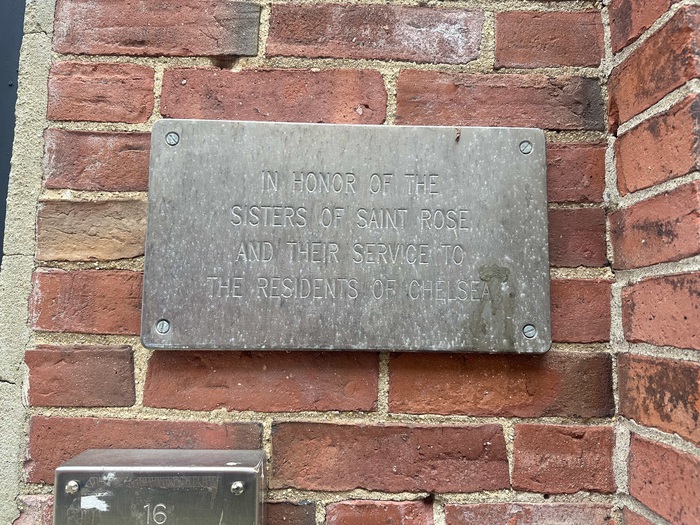 IN HONOR OF THE
SISTERS OF SAINT ROSE
AND THEIR SERVICE TO
THE RESIDENTS OF CHELSEA
16